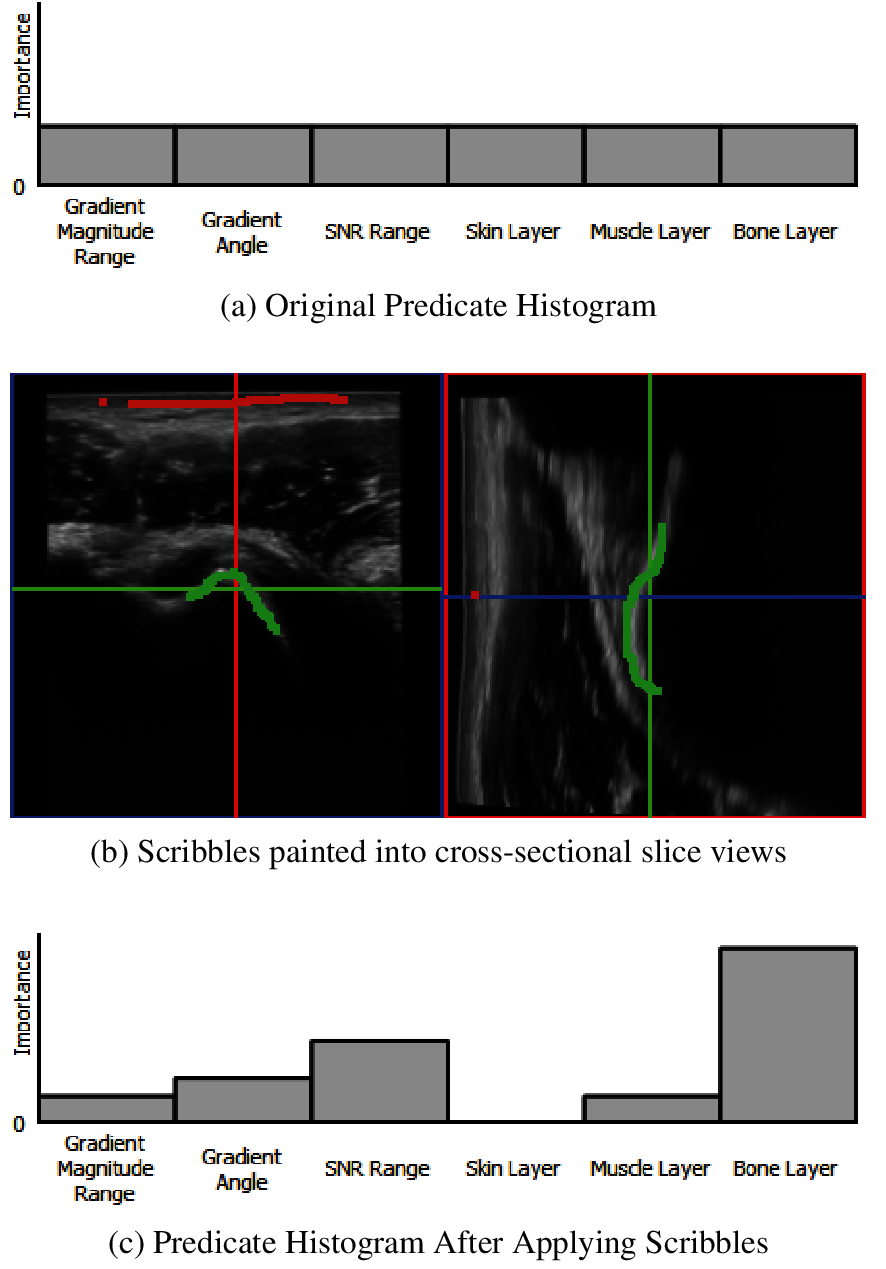 Importance
0
Gradient
Magnitude
Range
Gradient
Angle
SNR Range
Skin Layer
Muscle Layer
Bone Layer
(a) Original Predicate Histogram
(b) Scribbles painted into cross-sectional slice views
Importance
0
Gradient
Magnitude
Range
Gradient
Angle
SNR Range
Skin Layer
Muscle Layer
Bone Layer
(c) Predicate Histogram After Applying Scribbles